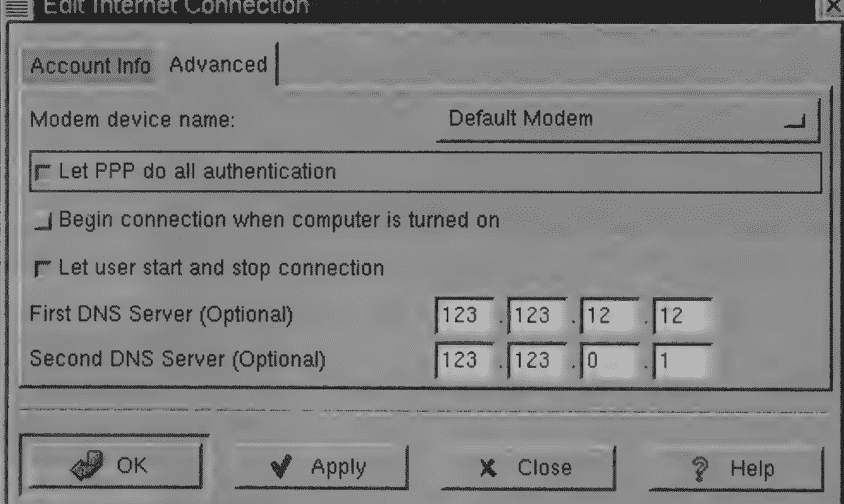 Edit Internet Connection
Account Info Advanced
Modem device name: Default Modem
Let PPP do all authentication
Begin connection when computer is turned on
Let user start and stop connection
First DNS Server (Optional) 123 . 123 . 12 . 12
Second DNS Server (Optional) 123 . 123 . 0 . 1
OK Apply Close Help